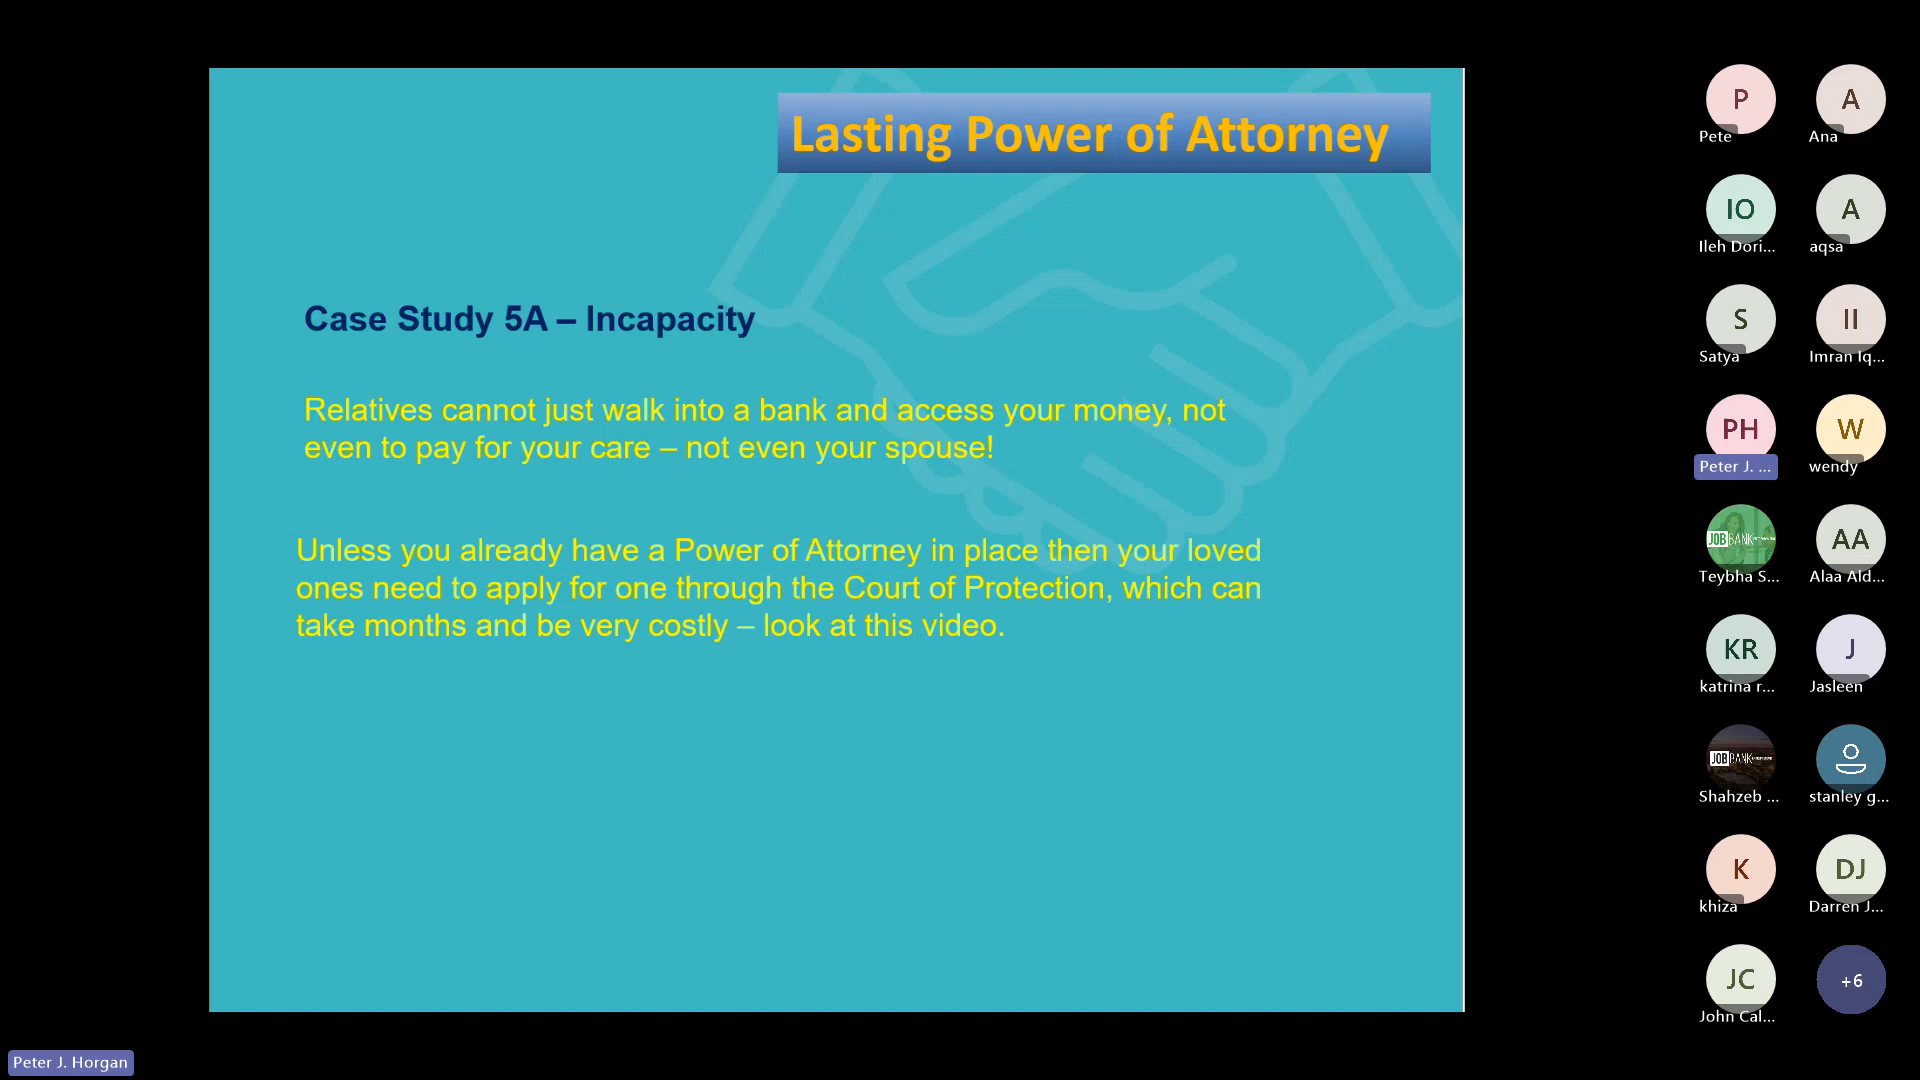 Lasting Power of Attorney
Case Study 5A – Incapacity
Relatives cannot just walk into a bank and access your money, not
even to pay for your care – not even your spouse!
Unless you already have a Power of Attorney in place then your loved
ones need to apply for one through the Court of Protection, which can
take months and be very costly – look at this video.
P
A
Pete
Ana
IO
A
Ileh Dori...
aqsa
S
II
Satya
Imran Iq...
PH
W
Peter J. ...
wendy
JOBBANK
AA
Teybha S...
Alaa Ald...
KR
J
katrina r...
Jasleen
JOBBANK
Shahzeb ...
stanley g...
K
DJ
khiza
Darren J...
JC
+6
John Cal...
Peter J. Horgan